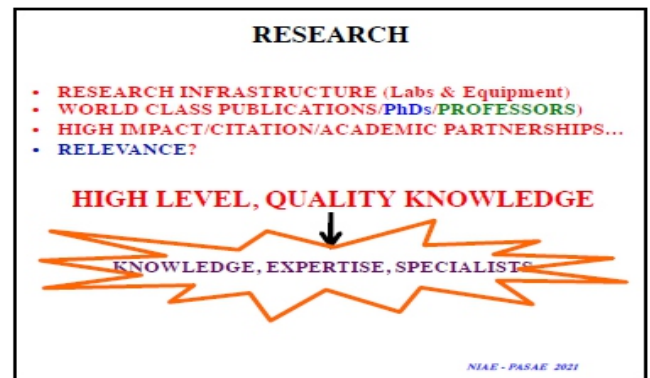 RESEARCH
• RESEARCH INFRASTRUCTURE (Labs & Equipment)
• WORLD CLASS PUBLICATIONS/PhDs/PROFESSORS)
• HIGH IMPACT/CITATION/ACADEMIC PARTNERSHIPS...
• RELEVANCE?
HIGH LEVEL, QUALITY KNOWLEDGE
KNOWLEDGE, EXPERTISE, SPECIALISTS
NIAE - PASAE 2021